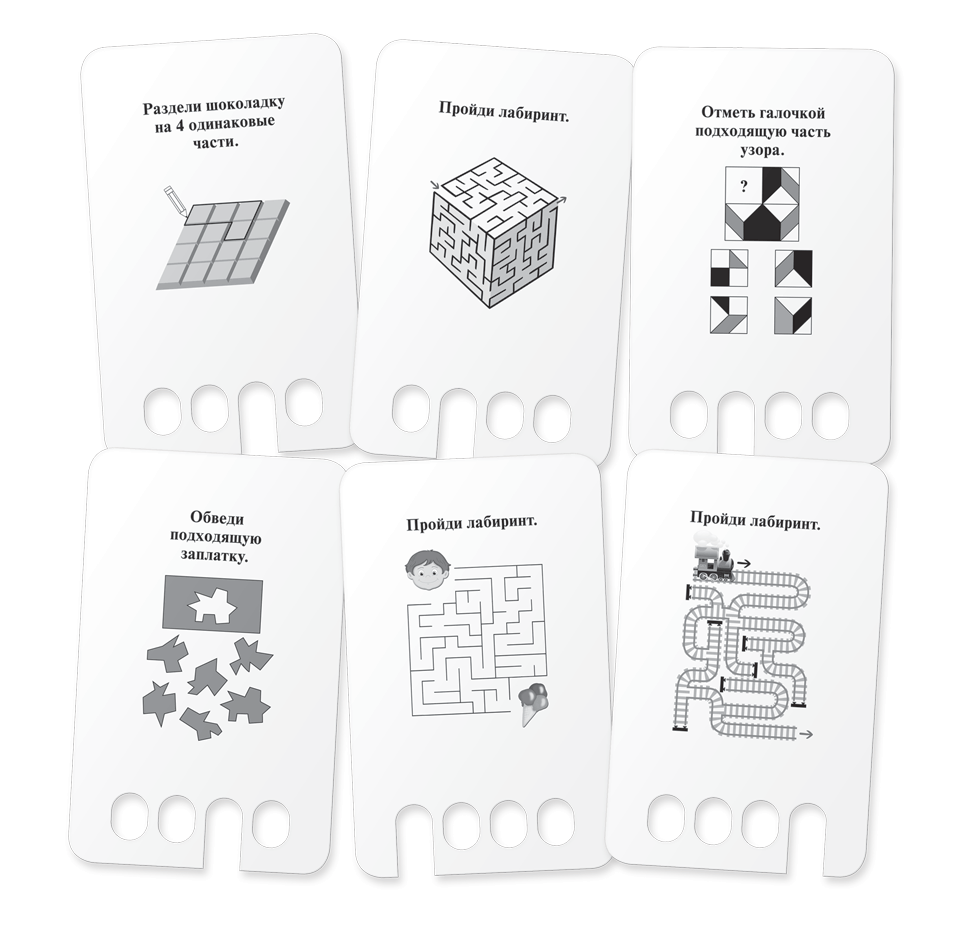 Раздели шоколадку
на 4 одинаковые
части.
Пройди лабиринт.
Отметь галочкой
подходящую часть
узора.
?
Обведи
подходящую
заплатку.
Пройди лабиринт.
Пройди лабиринт.